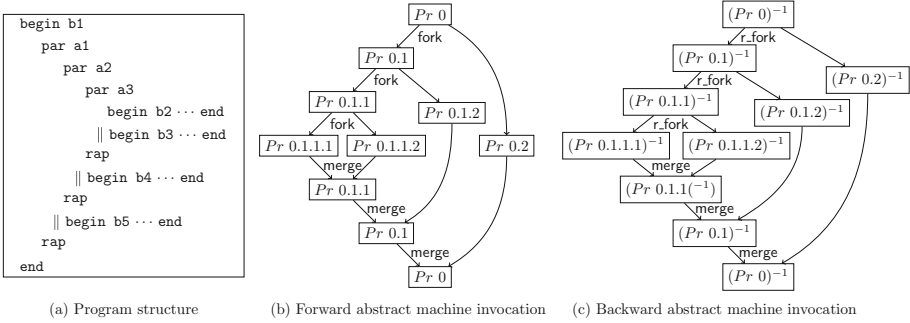 begin b1
par a1
par a2
par a3
begin b2 ··· end
‖ begin b3 ··· end
rap
‖ begin b4 ··· end
rap
‖ begin b5 ··· end
rap
end
(a) Program structure
Pr 0
fork
Pr 0.1
fork
Pr 0.1.1
Pr 0.1.2
fork
Pr 0.1.1.1
Pr 0.1.1.2
Pr 0.2
merge
Pr 0.1.1
merge
Pr 0.1
merge
Pr 0
(b) Forward abstract machine invocation
(Pr 0)⁻¹
r_fork
(Pr 0.1)⁻¹
(Pr 0.2)⁻¹
r_fork
(Pr 0.1.1)⁻¹
(Pr 0.1.2)⁻¹
r_fork
(Pr 0.1.1.1)⁻¹
(Pr 0.1.1.2)⁻¹
merge
(Pr 0.1.1(⁻¹)
merge
(Pr 0.1)⁻¹
merge
(Pr 0)⁻¹
(c) Backward abstract machine invocation